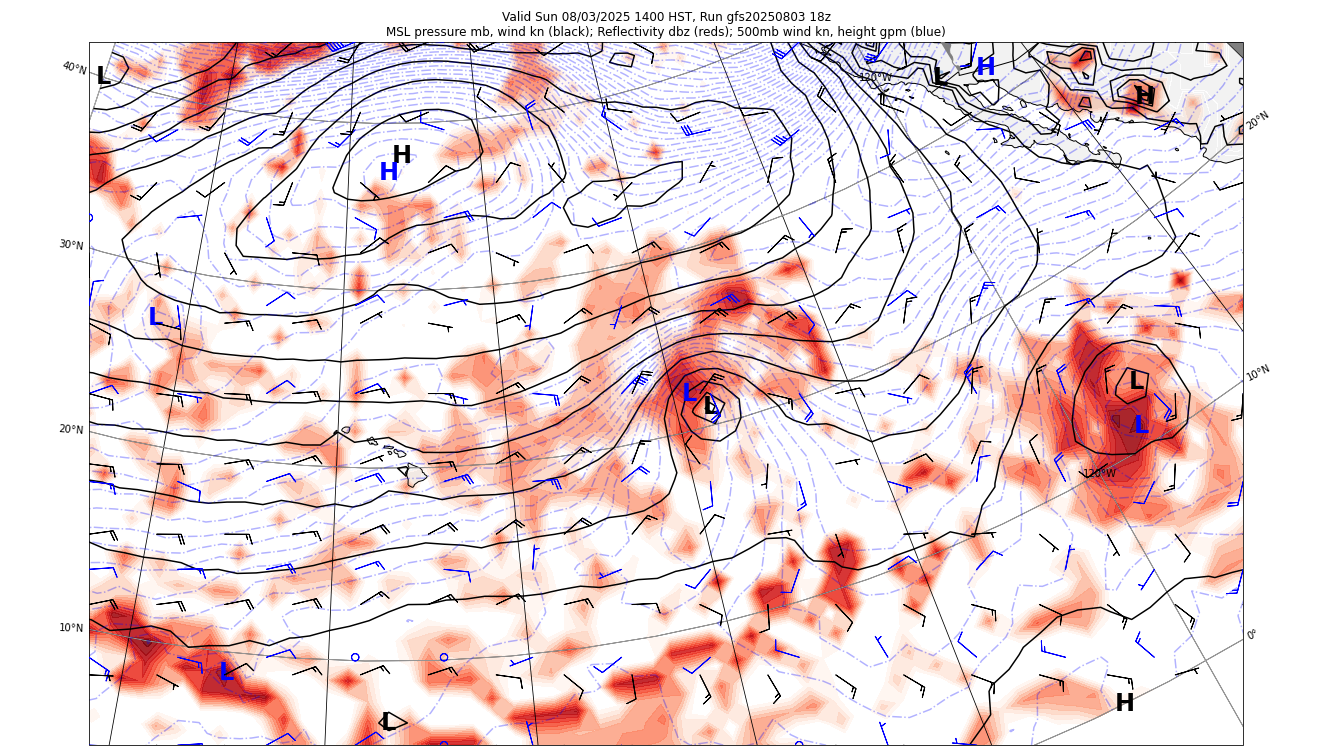 Valid Sun 08/03/2025 1400 HST, Run gfs20250803 18z
MSL pressure mb, wind kn (black); Reflectivity dbz (reds); 500mb wind kn, height gpm (blue)
40°N
L
120°W
L
H
H
20°N
H
H
30°N
L
10°N
L
L
L
L
20°N
120°W
10°N
0°
L
H
L